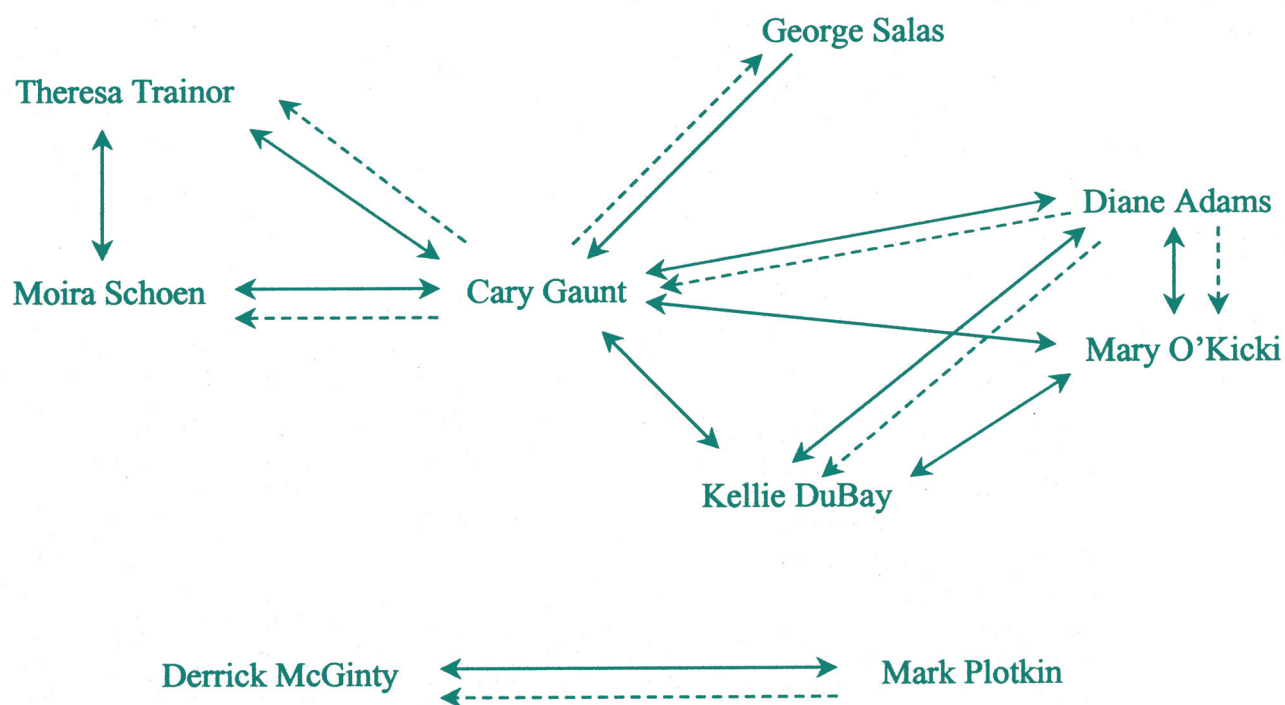 George Salas
Theresa Trainor
Diane Adams
Moira Schoen
Cary Gaunt
Mary O’Kicki
Kellie DuBay
Derrick McGinty
Mark Plotkin